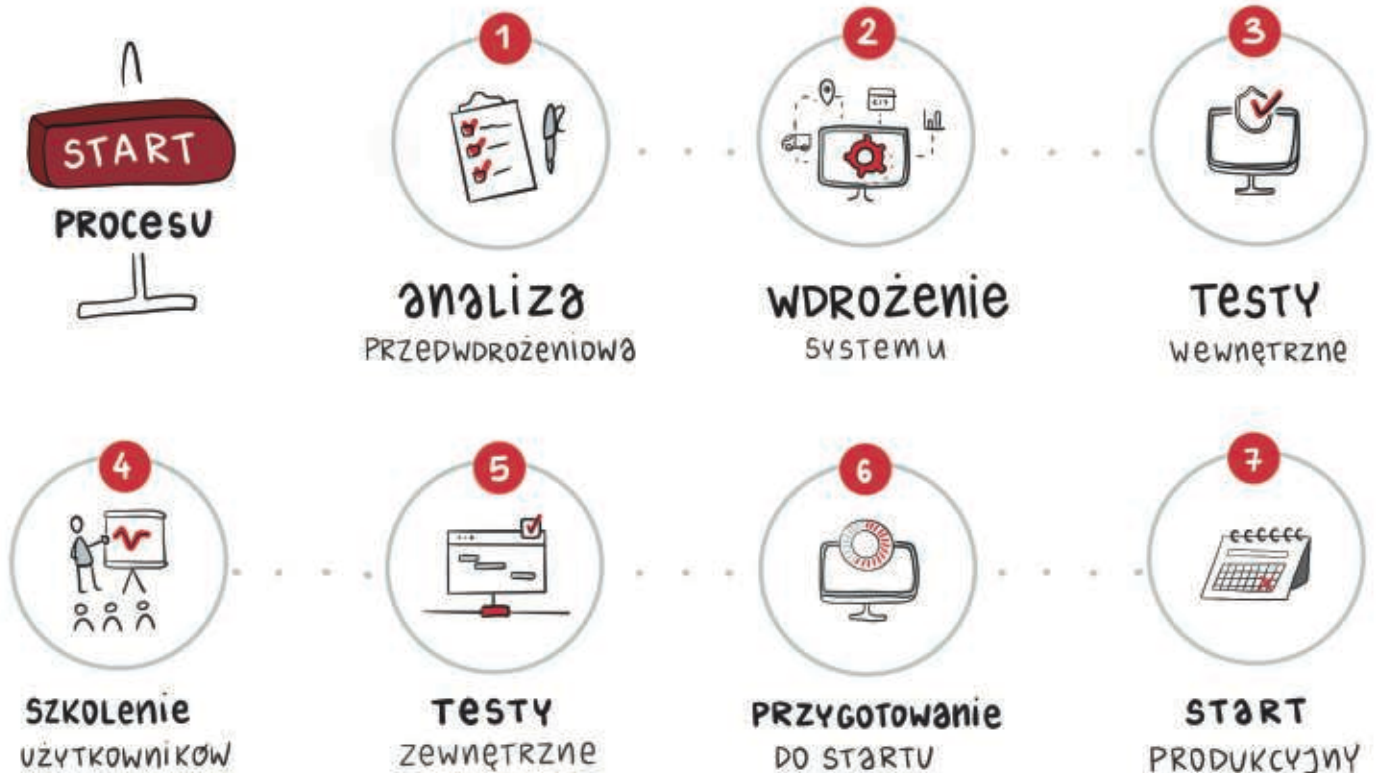 START
PROCESU
1
analiza
PRZEDWDROŻENIOWA
2
WDROŻENIE
SYSTEMU
3
TESTY
WEWNĘTRZNE
4
SZKOLENIE
UŻYTKOWNIKÓW
5
TESTY
ZEWNĘTRZNE
6
PRZYGOTOWANIE
DO STARTU
7
START
PRODUKCYJNY